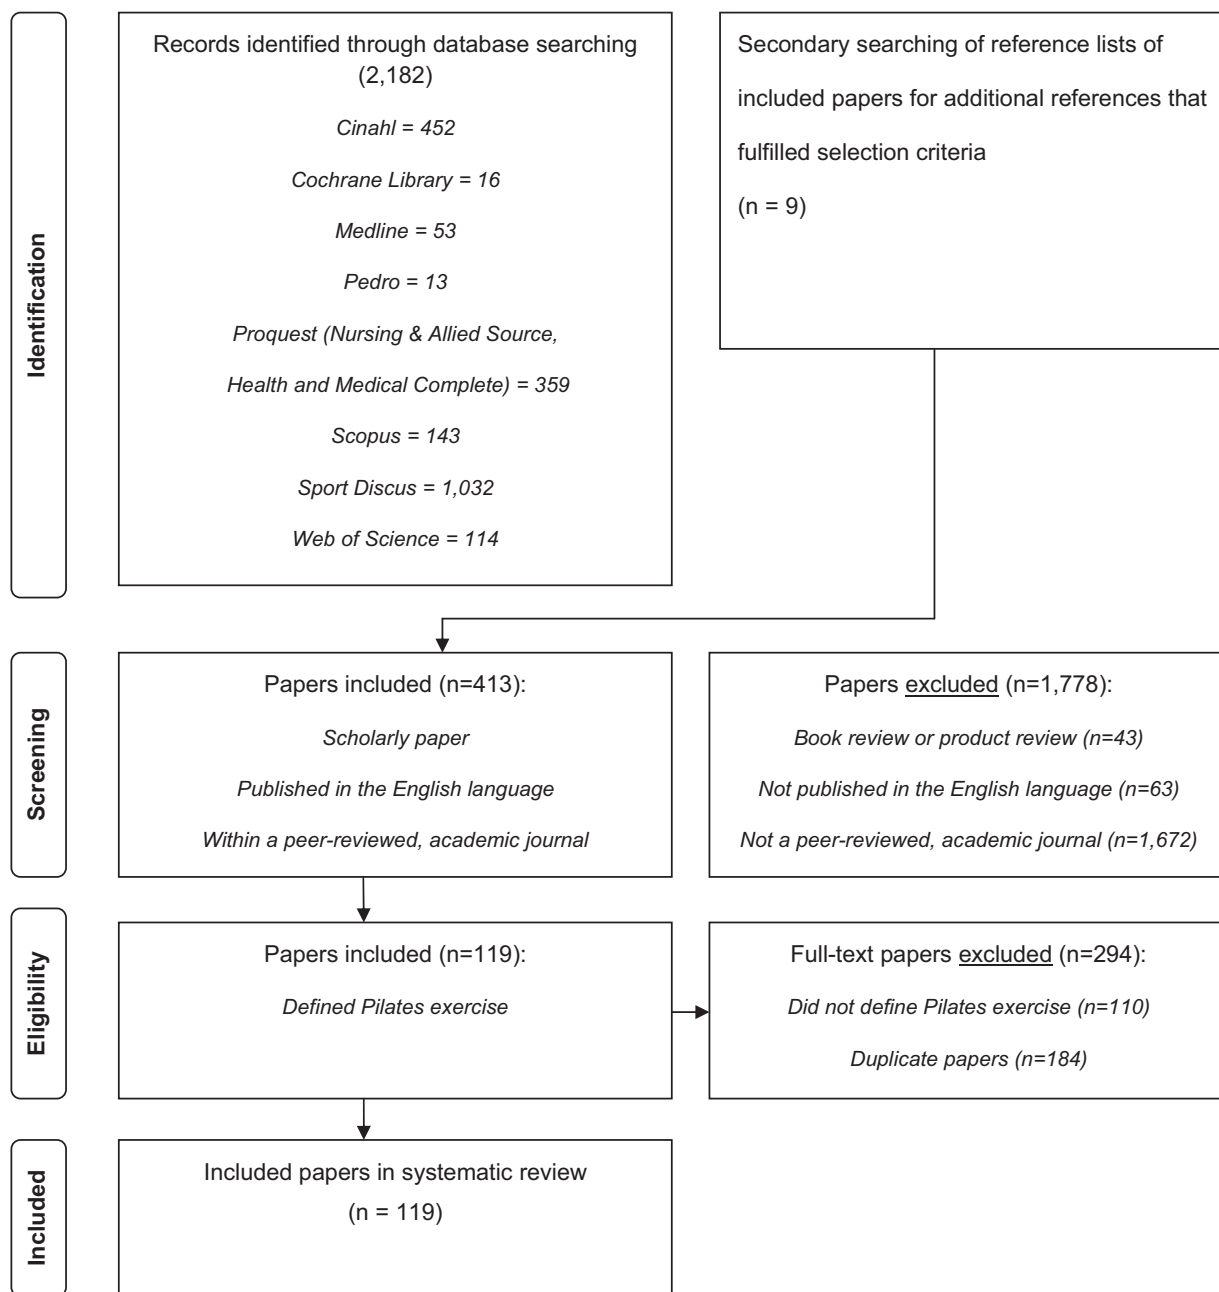 Identification
Records identified through database searching
(2,182)
Cinahl = 452
Cochrane Library = 16
Medline = 53
Pedro = 13
Proquest (Nursing & Allied Source,
Health and Medical Complete) = 359
Scopus = 143
Sport Discus = 1,032
Web of Science = 114
Secondary searching of reference lists of
included papers for additional references that
fulfilled selection criteria
(n = 9)
Screening
Papers included (n=413):
Scholarly paper
Published in the English language
Within a peer-reviewed, academic journal
Papers excluded (n=1,778):
Book review or product review (n=43)
Not published in the English language (n=63)
Not a peer-reviewed, academic journal (n=1,672)
Eligibility
Papers included (n=119):
Defined Pilates exercise
Full-text papers excluded (n=294):
Did not define Pilates exercise (n=110)
Duplicate papers (n=184)
Included
Included papers in systematic review
(n = 119)